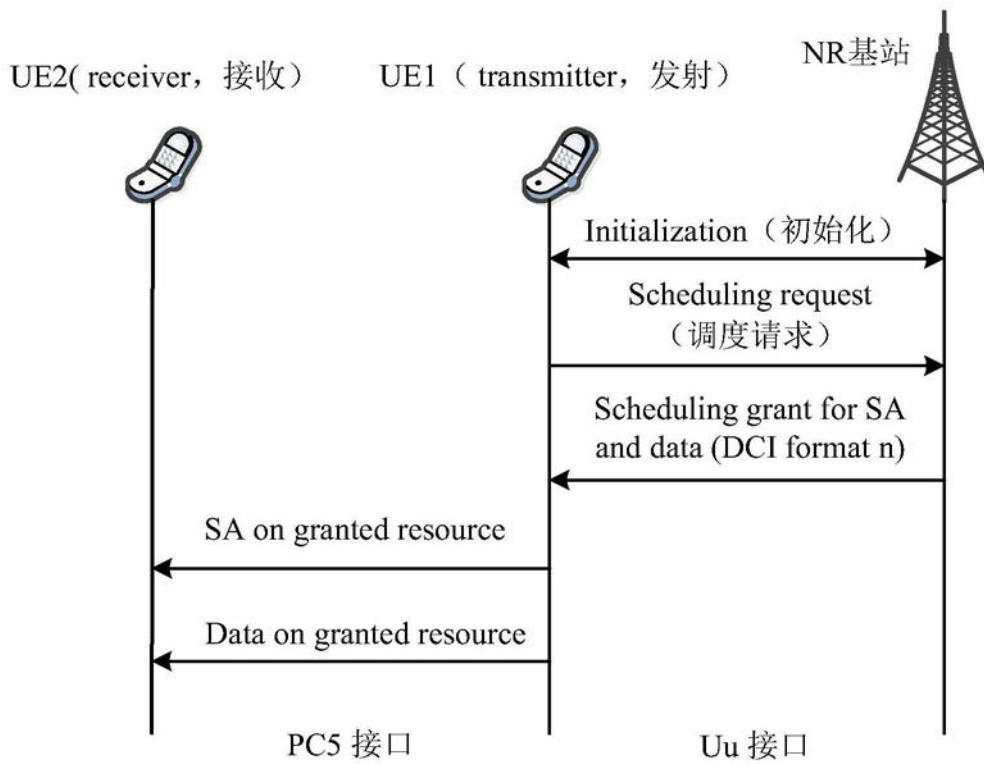 NR基站
UE2( receiver，接收）
UE1（ transmitter，发射）
Initialization（初始化）
Scheduling request
（调度请求）
Scheduling grant for SA
and data (DCI format n)
SA on granted resource
Data on granted resource
PC5 接口
Uu 接口